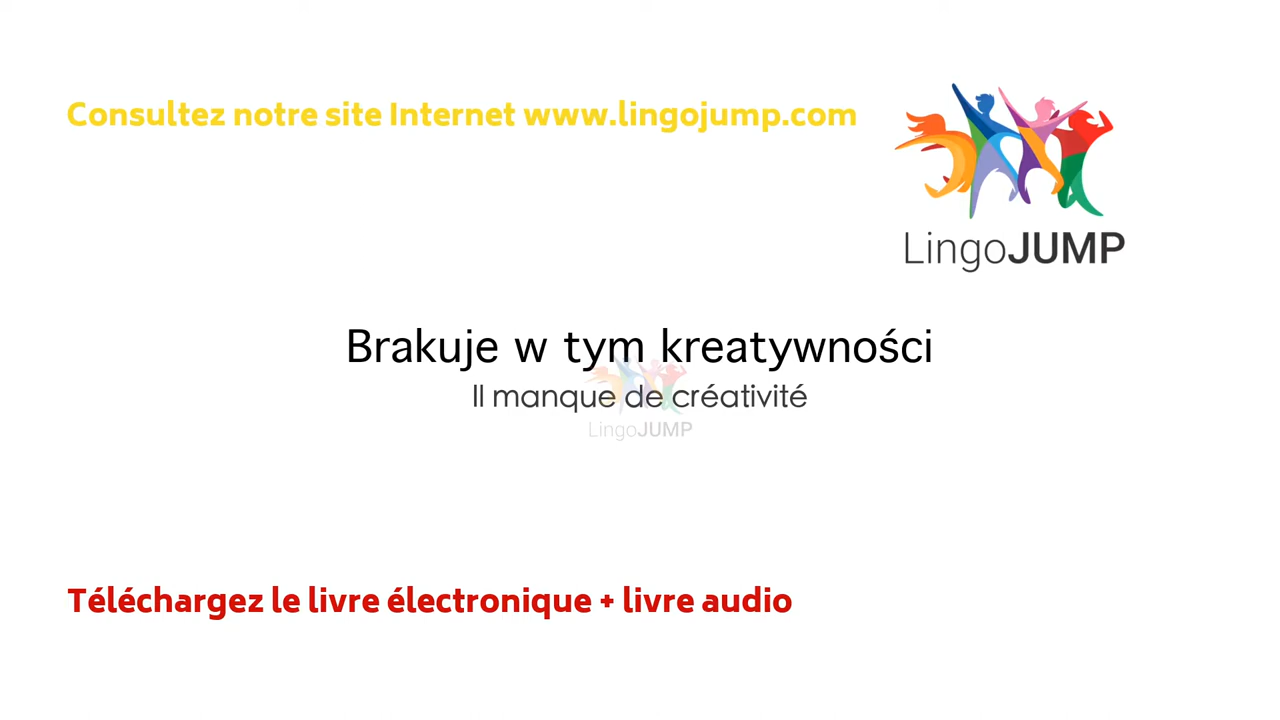 Consultez notre site Internet www.lingojump.com
LingoJUMP
Brakuje w tym kreatywności
Il manque de créativité
LingoJUMP
Téléchargez le livre électronique + livre audio